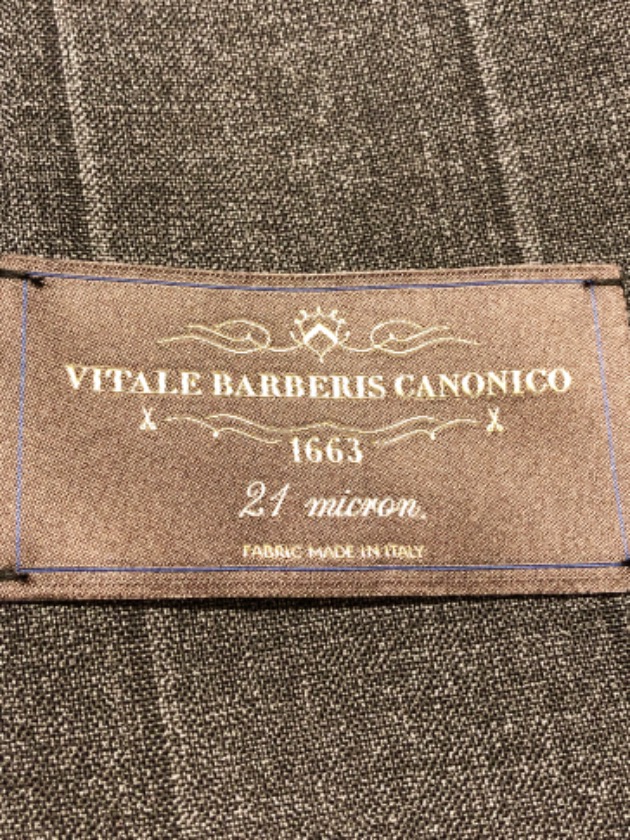 VITALE BARBERIS CANONICO
1663
21 micron.
FABRIC MADE IN ITALY